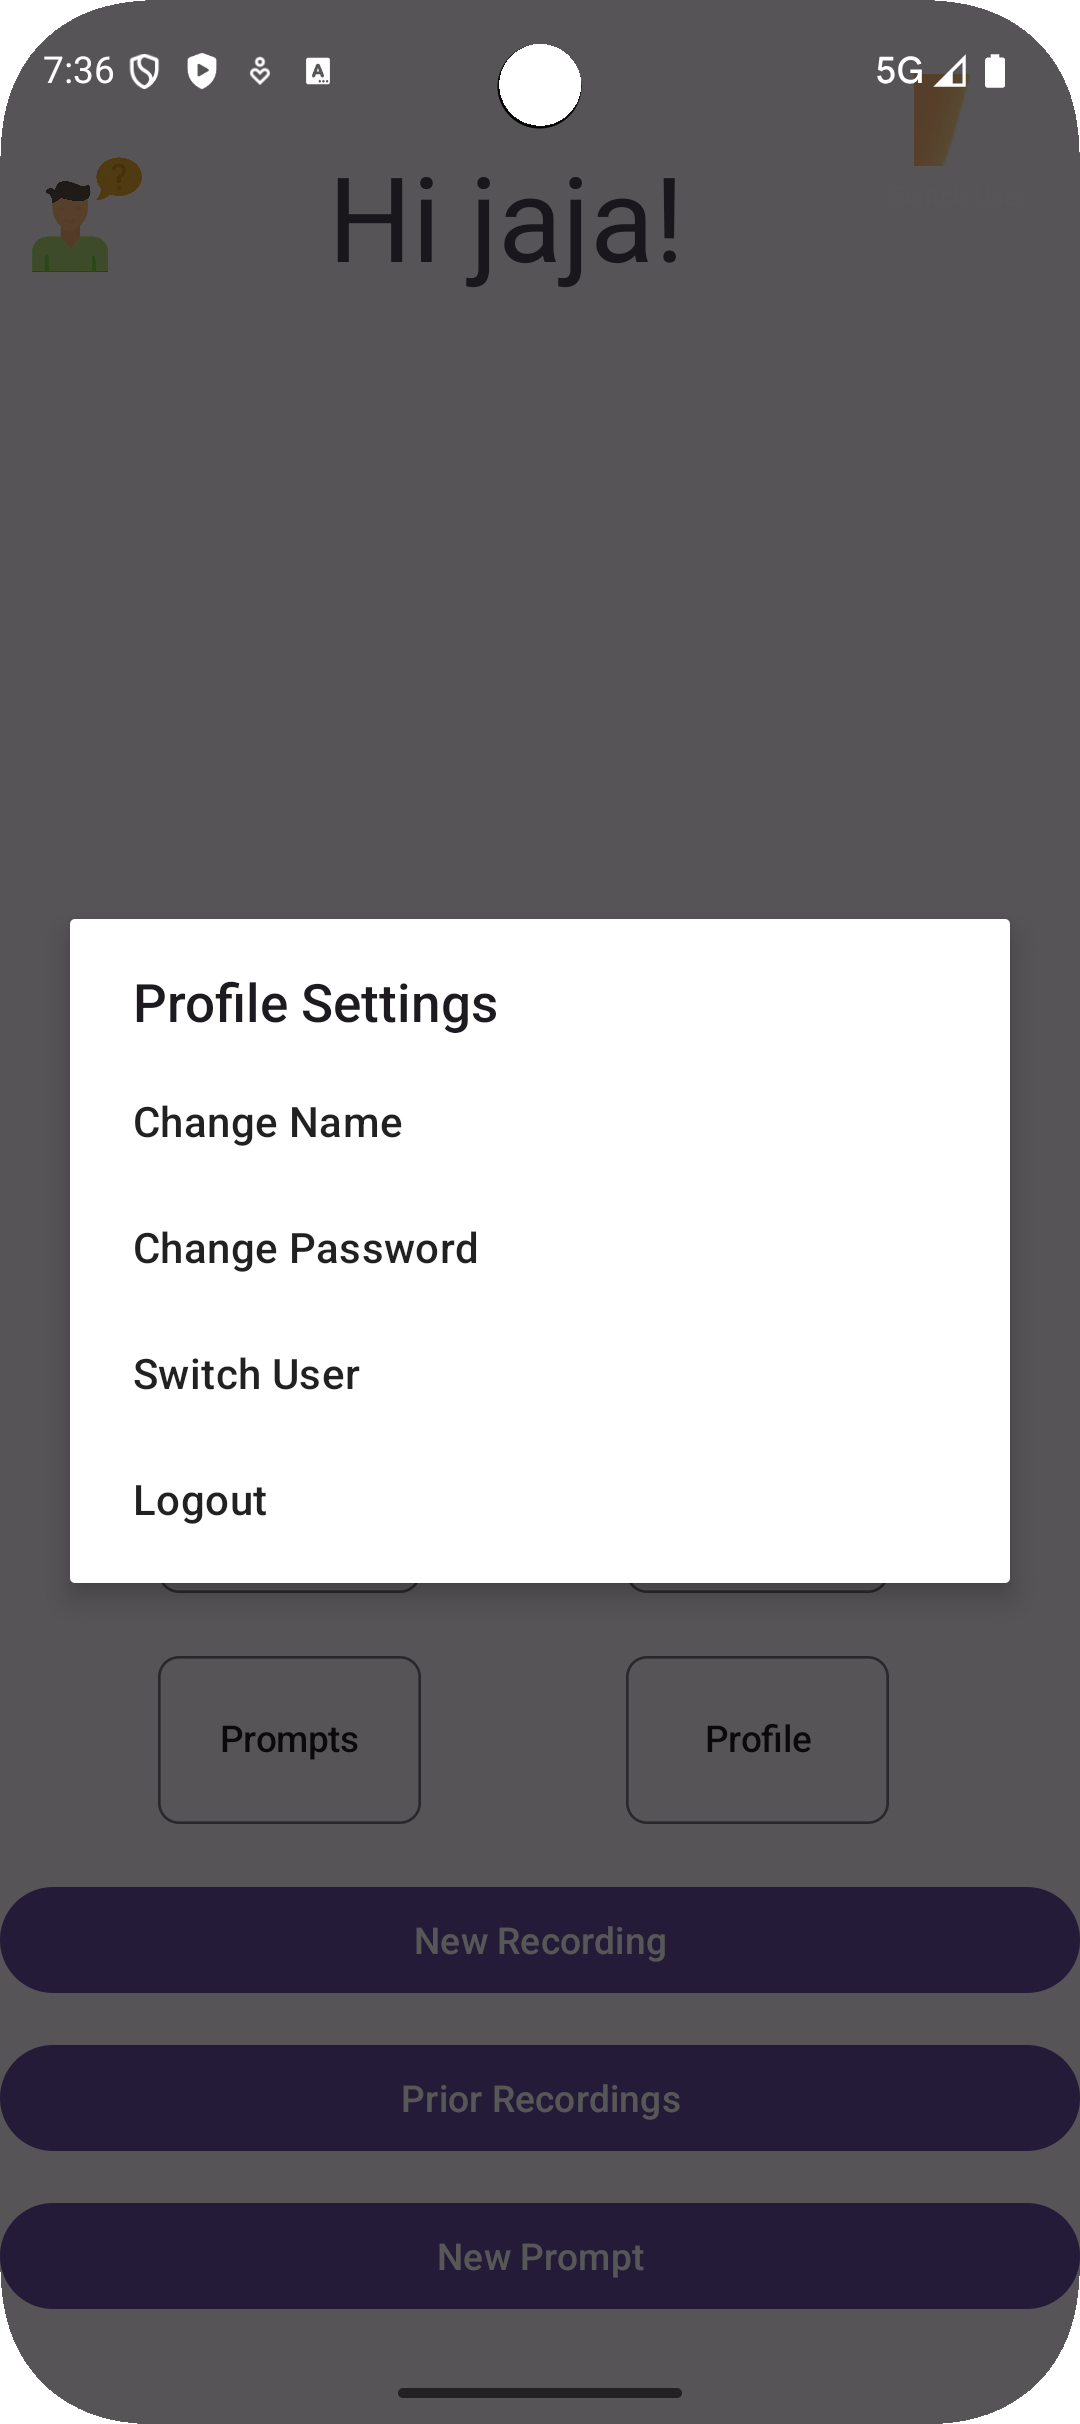 7:36
5G
Hi jaja!
Profile Settings
Change Name
Change Password
Switch User
Logout
Prompts
Profile
New Recording
Prior Recordings
New Prompt